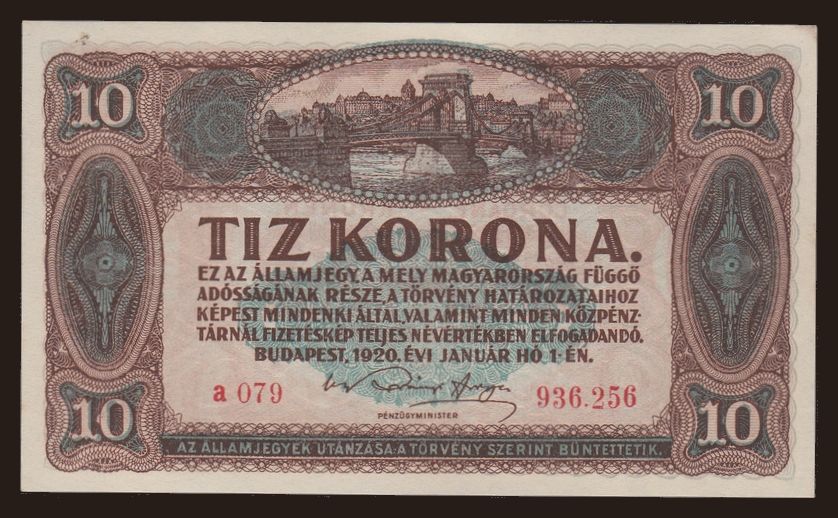 10 10
TIZ KORONA.
EZ AZ ÁLLAMJEGY, A MELY MAGYARORSZÁG FÜGGŐ
ADÓSSÁGÁNAK RÉSZE, A TÖRVÉNY HATÁROZATAIHOZ
KÉPEST MINDENKI ÁLTAL, VALAMINT MINDEN KÖZPÉNZ-
TÁRNÁL FIZETÉSKÉP TELJES NÉVÉRTÉKBEN ELFOGADANDÓ.
BUDAPEST, 1920. ÉVI JANUÁR HÓ 1-ÉN.
a 079 936.256
PÉNZÜGYMINISTER
10 10
AZ ÁLLAMJEGYEK UTÁNZÁSA A TÖRVÉNY SZERINT BÜNTETTETIK.